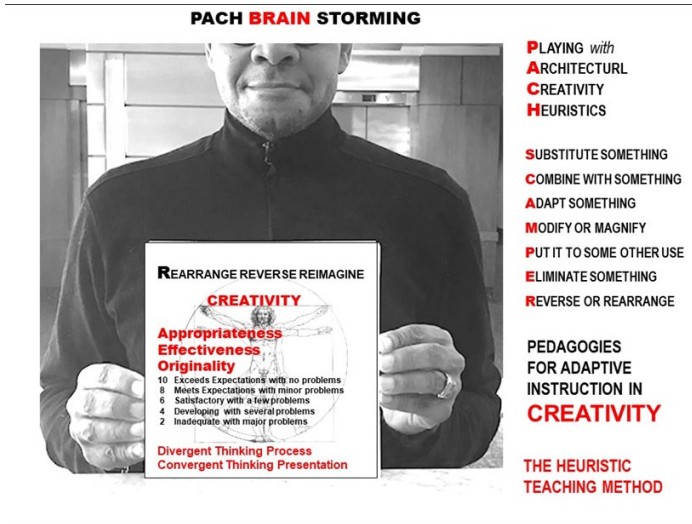 PACH BRAIN STORMING
PLAYING with
ARCHITECTURL
CREATIVITY
HEURISTICS
SUBSTITUTE SOMETHING
COMBINE WITH SOMETHING
ADAPT SOMETHING
MODIFY OR MAGNIFY
PUT IT TO SOME OTHER USE
ELIMINATE SOMETHING
REVERSE OR REARRANGE
PEDAGOGIES
FOR ADAPTIVE
INSTRUCTION IN
CREATIVITY
THE HEURISTIC
TEACHING METHOD
REARRANGE REVERSE REIMAGINE
CREATIVITY
Appropriateness
Effectiveness
Originality
10 Exceeds Expectations with no problems
8 Meets Expectations with minor problems
6 Satisfactory with a few problems
4 Developing with several problems
2 Inadequate with major problems
Divergent Thinking Process
Convergent Thinking Presentation